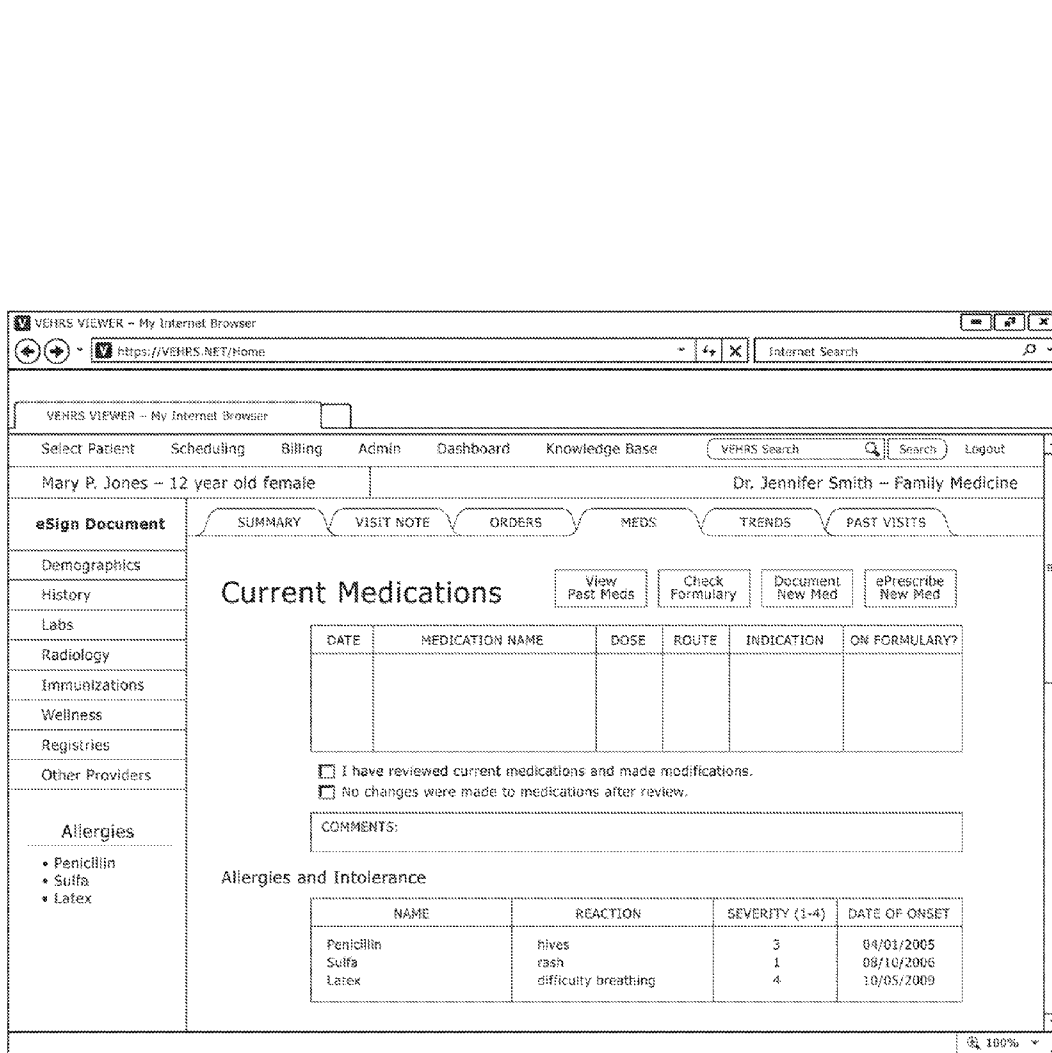 V VEHRS VIEWER – My Internet Browser
V https://VEHRS.NET/Home Internet Search
VEHRS VIEWER – My Internet Browser
Select Patient Scheduling Billing Admin Dashboard Knowledge Base VEHRS Search Search Logout
Mary P. Jones – 12 year old female Dr. Jennifer Smith – Family Medicine
eSign Document SUMMARY VISIT NOTE ORDERS MEDS TRENDS PAST VISITS
Demographics
History
Labs
Radiology
Immunizations
Wellness
Registries
Other Providers
Allergies
• Penicillin
• Sulfa
• Latex
Current Medications
View
Past Meds
Check
Formulary
Document
New Med
ePrescribe
New Med
DATE MEDICATION NAME DOSE ROUTE INDICATION ON FORMULARY?
I have reviewed current medications and made modifications.
No changes were made to medications after review.
COMMENTS:
Allergies and Intolerance
NAME REACTION SEVERITY (1-4) DATE OF ONSET
Penicillin hives 3 04/01/2005
Sulfa rash 1 08/10/2006
Latex difficulty breathing 4 10/05/2009
100%